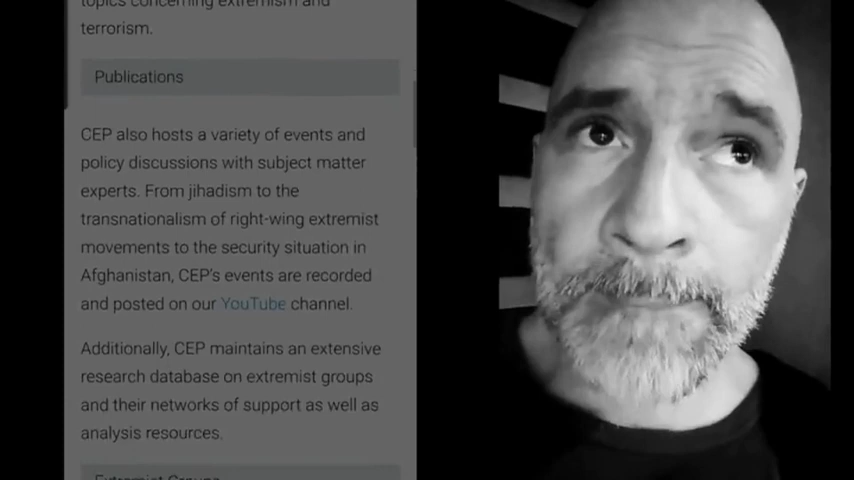 topics concerning extremism and
terrorism.
Publications
CEP also hosts a variety of events and
policy discussions with subject matter
experts. From jihadism to the
transnationalism of right-wing extremist
movements to the security situation in
Afghanistan, CEP's events are recorded
and posted on our YouTube channel.
Additionally, CEP maintains an extensive
research database on extremist groups
and their networks of support as well as
analysis resources.
Extremist Groups